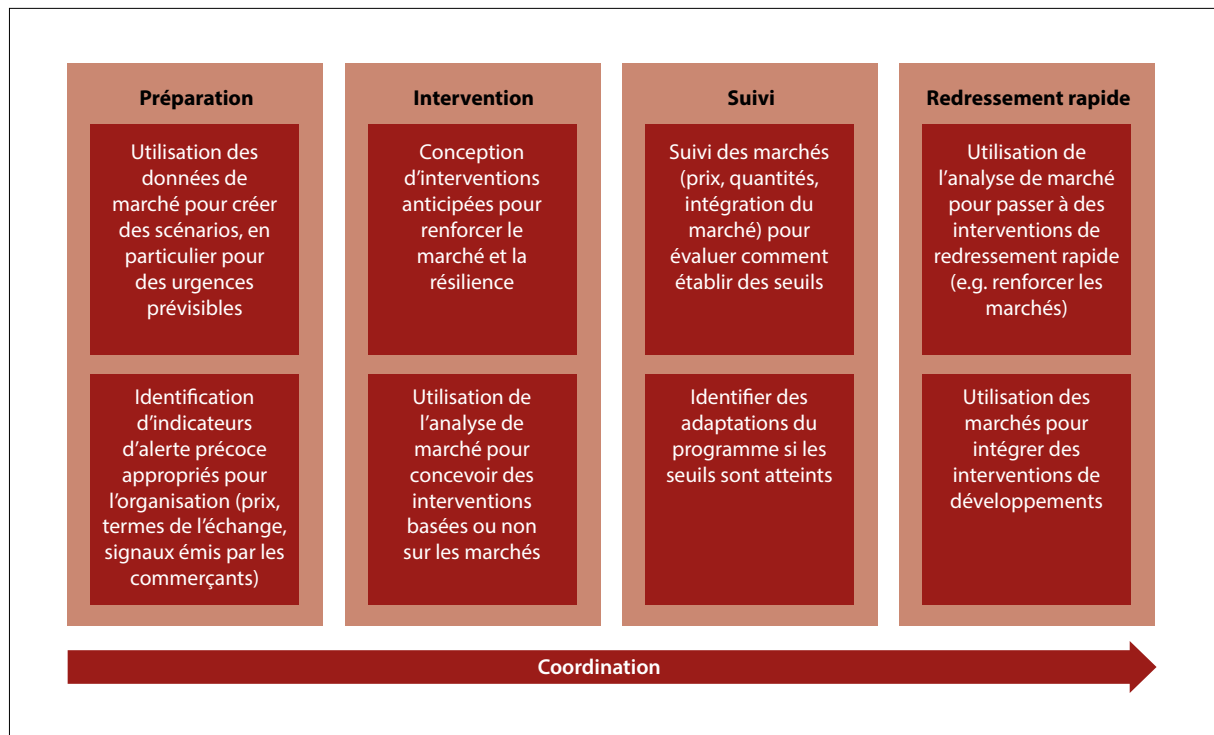 Préparation
Utilisation des
données de
marché pour créer
des scénarios, en
particulier pour
des urgences
prévisibles
Identification
d’indicateurs
d’alerte précoce
appropriés pour
l’organisation (prix,
termes de l’échange,
signaux émis par les
commerçants)
Intervention
Conception
d’interventions
anticipées pour
renforcer le
marché et la
résilience
Utilisation de
l’analyse de
marché pour
concevoir des
interventions
basées ou non
sur les marchés
Suivi
Suivi des marchés
(prix, quantités,
intégration du
marché) pour
évaluer comment
établir des seuils
Identifier des
adaptations du
programme si les
seuils sont atteints
Redressement rapide
Utilisation de
l’analyse de marché
pour passer à des
interventions de
redressement rapide
(e.g. renforcer les
marchés)
Utilisation des
marchés pour
intégrer des
interventions de
développements
Coordination